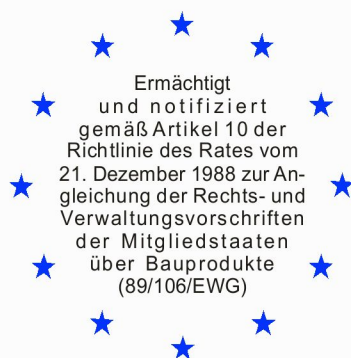 Ermächtigt
und notifiziert
gemäß Artikel 10 der
Richtlinie des Rates vom
21. Dezember 1988 zur An-
gleichung der Rechts- und
Verwaltungsvorschriften
der Mitgliedstaaten
über Bauprodukte
(89/106/EWG)